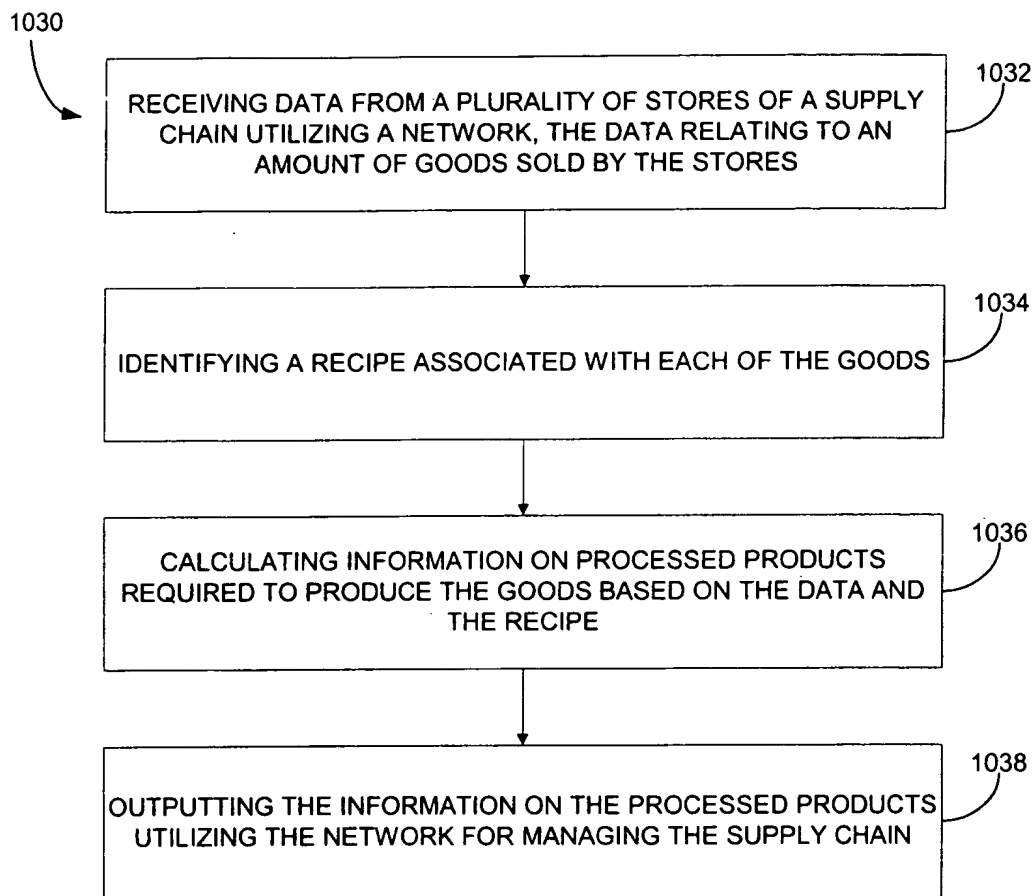 1030
1032
RECEIVING DATA FROM A PLURALITY OF STORES OF A SUPPLY
CHAIN UTILIZING A NETWORK, THE DATA RELATING TO AN
AMOUNT OF GOODS SOLD BY THE STORES
1034
IDENTIFYING A RECIPE ASSOCIATED WITH EACH OF THE GOODS
1036
CALCULATING INFORMATION ON PROCESSED PRODUCTS
REQUIRED TO PRODUCE THE GOODS BASED ON THE DATA AND
THE RECIPE
1038
OUTPUTTING THE INFORMATION ON THE PROCESSED PRODUCTS
UTILIZING THE NETWORK FOR MANAGING THE SUPPLY CHAIN